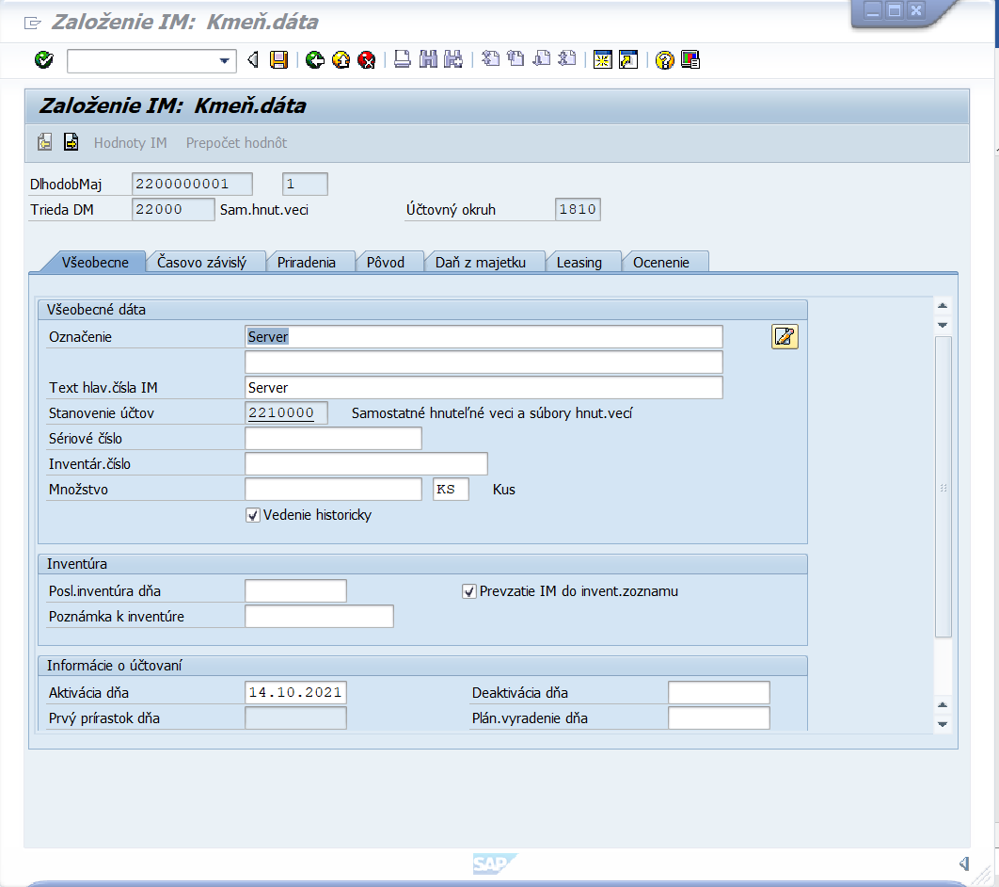 Založenie IM: Kmeň.dáta
Založenie IM: Kmeň.dáta
Hodnoty IM Prepočet hodnôt
DlhodobMaj 2200000001 1
Trieda DM 22000 Sam.hnut.veci Účtovný okruh 1810
Všeobecne Časovo závislý Priradenia Pôvod Daň z majetku Leasing Ocenenie
Všeobecné dáta
Označenie Server
Text hlav.čísla IM Server
Stanovenie účtov 2210000 Samostatné hnuteľné veci a súbory hnut.vecí
Sériové číslo
Inventár.číslo
Množstvo KS Kus
Vedenie historicky
Inventúra
Posl.inventúra dňa Prevzatie IM do invent.zoznamu
Poznámka k inventúre
Informácie o účtovaní
Aktivácia dňa 14.10.2021 Deaktivácia dňa
Prvý prírastok dňa Plán.vyradenie dňa
SAP